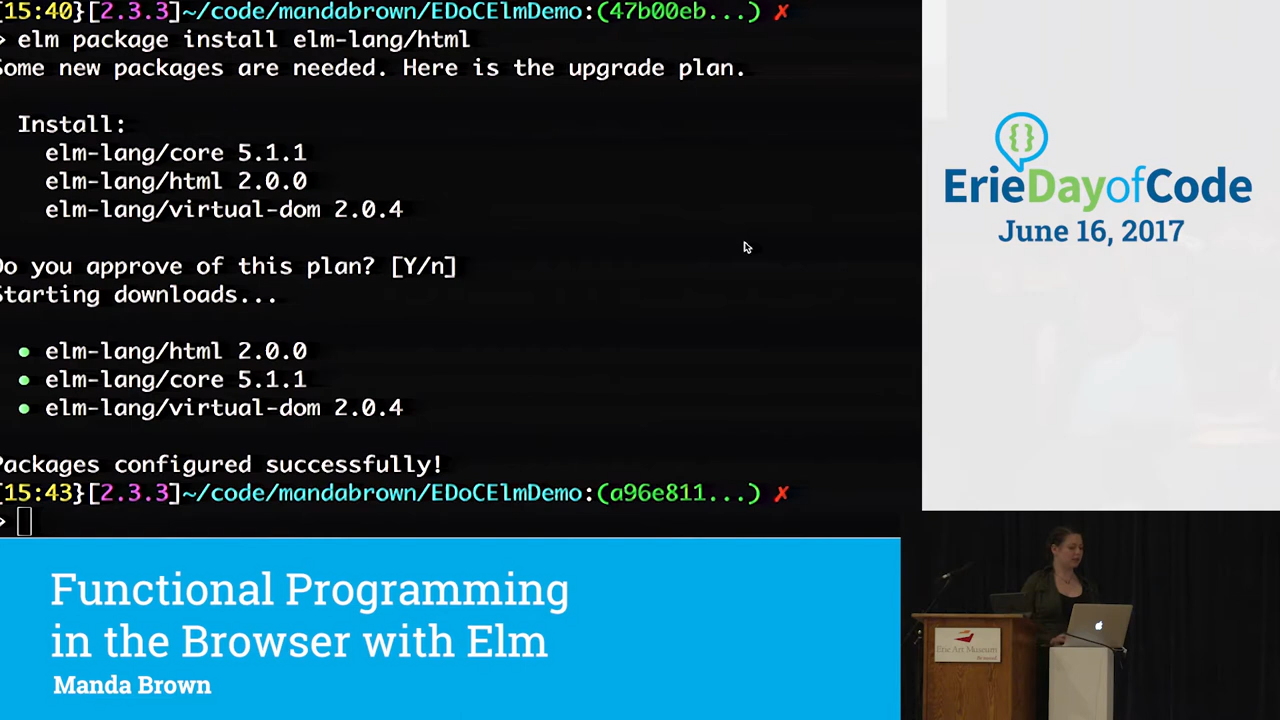 [15:40}[2.3.3]~/code/mandabrown/EDoCElmDemo:(47b00eb...) ✗
> elm package install elm-lang/html
Some new packages are needed. Here is the upgrade plan.
Install:
elm-lang/core 5.1.1
elm-lang/html 2.0.0
elm-lang/virtual-dom 2.0.4
Do you approve of this plan? [Y/n]
Starting downloads...
● elm-lang/html 2.0.0
● elm-lang/core 5.1.1
● elm-lang/virtual-dom 2.0.4
Packages configured successfully!
[15:43}[2.3.3]~/code/mandabrown/EDoCElmDemo:(a96e811...) ✗
>
{}
ErieDayofCode
June 16, 2017
Functional Programming
in the Browser with Elm
Manda Brown
Erie Art Museum